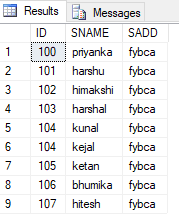 Results Messages
ID SNAME SADD
1 100 priyanka fybca
2 101 harshu fybca
3 102 himakshi fybca
4 103 harshal fybca
5 104 kunal fybca
6 104 kejal fybca
7 105 ketan fybca
8 106 bhumika fybca
9 107 hitesh fybca